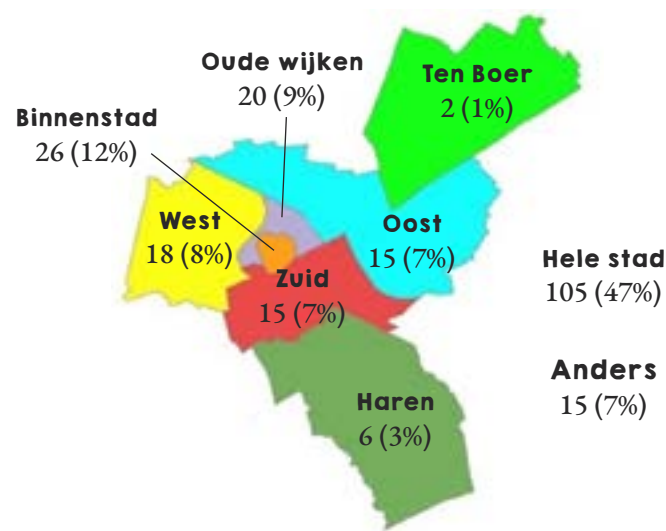 Oude wijken
20 (9%)
Ten Boer
2 (1%)
Binnenstad
26 (12%)
West
18 (8%)
Oost
15 (7%)
Zuid
15 (7%)
Hele stad
105 (47%)
Anders
15 (7%)
Haren
6 (3%)